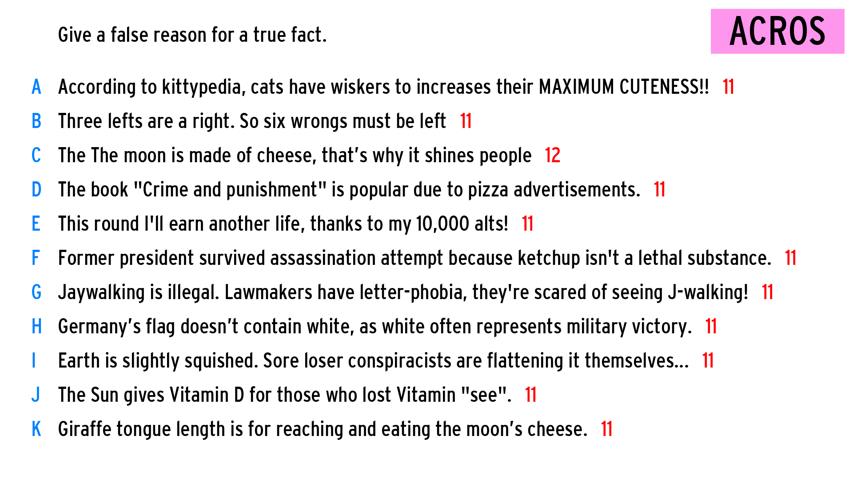 Give a false reason for a true fact.
ACROS
A According to kittypedia, cats have wiskers to increases their MAXIMUM CUTENESS!! 11
B Three lefts are a right. So six wrongs must be left 11
C The The moon is made of cheese, that’s why it shines people 12
D The book "Crime and punishment" is popular due to pizza advertisements. 11
E This round I'll earn another life, thanks to my 10,000 alts! 11
F Former president survived assassination attempt because ketchup isn't a lethal substance. 11
G Jaywalking is illegal. Lawmakers have letter-phobia, they're scared of seeing J-walking! 11
H Germany’s flag doesn’t contain white, as white often represents military victory. 11
I Earth is slightly squished. Sore loser conspiracists are flattening it themselves... 11
J The Sun gives Vitamin D for those who lost Vitamin "see". 11
K Giraffe tongue length is for reaching and eating the moon’s cheese. 11